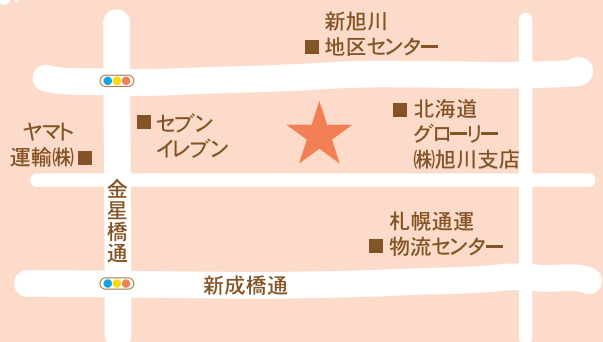 新旭川
地区センター
セブン
イレブン
北海道
グローリー
㈱旭川支店
ヤマト
運輸㈱
金星橋通
札幌通運
物流センター
新成橋通